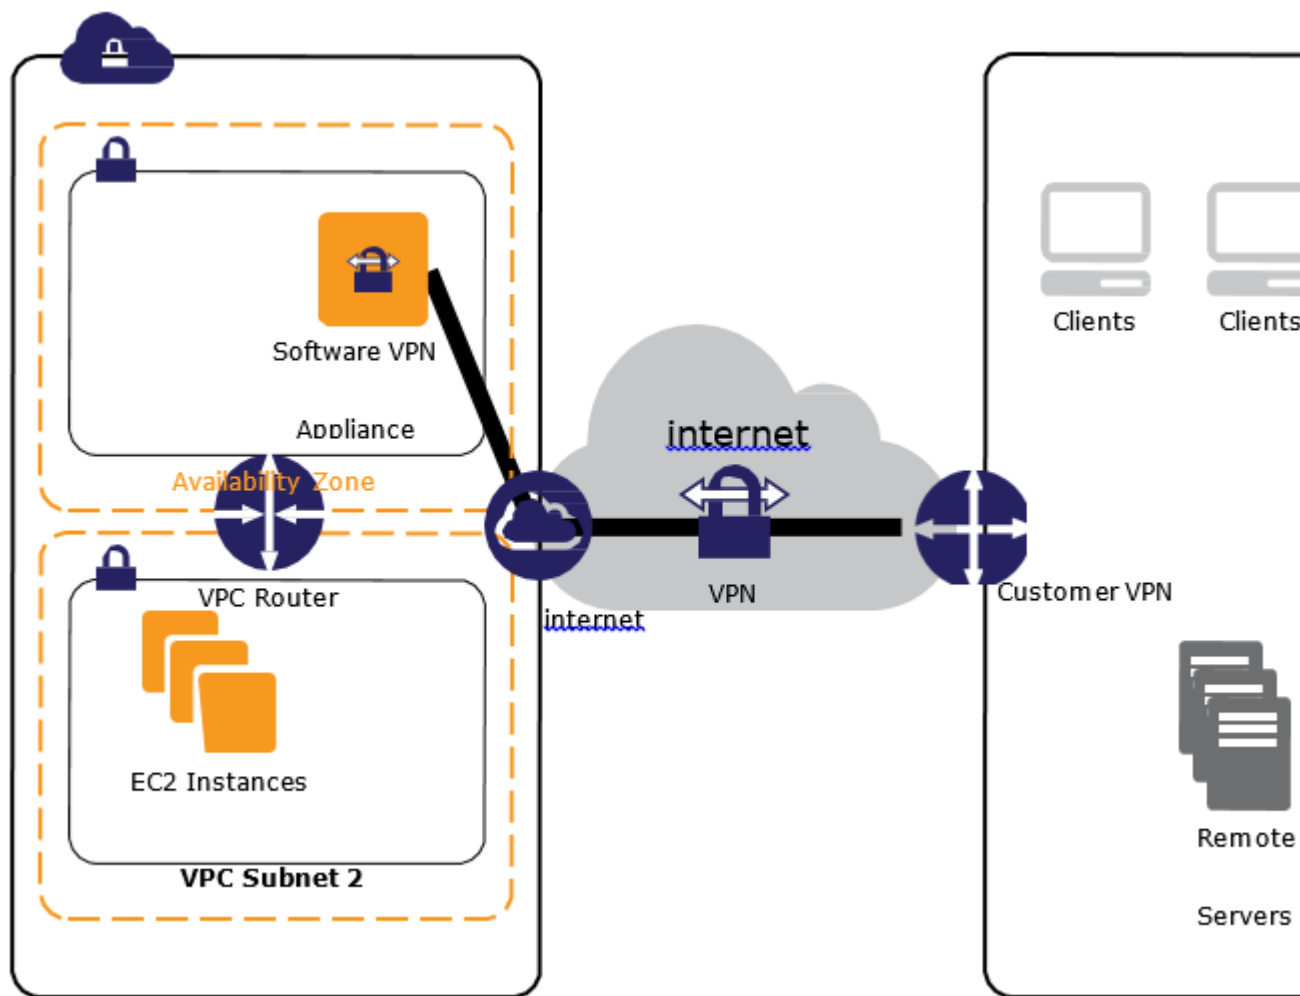 Software VPN
Appliance
Availability Zone
VPC Router
EC2 Instances
VPC Subnet 2
internet
VPN
internet
Customer VPN
Clients
Clients
Remote
Servers